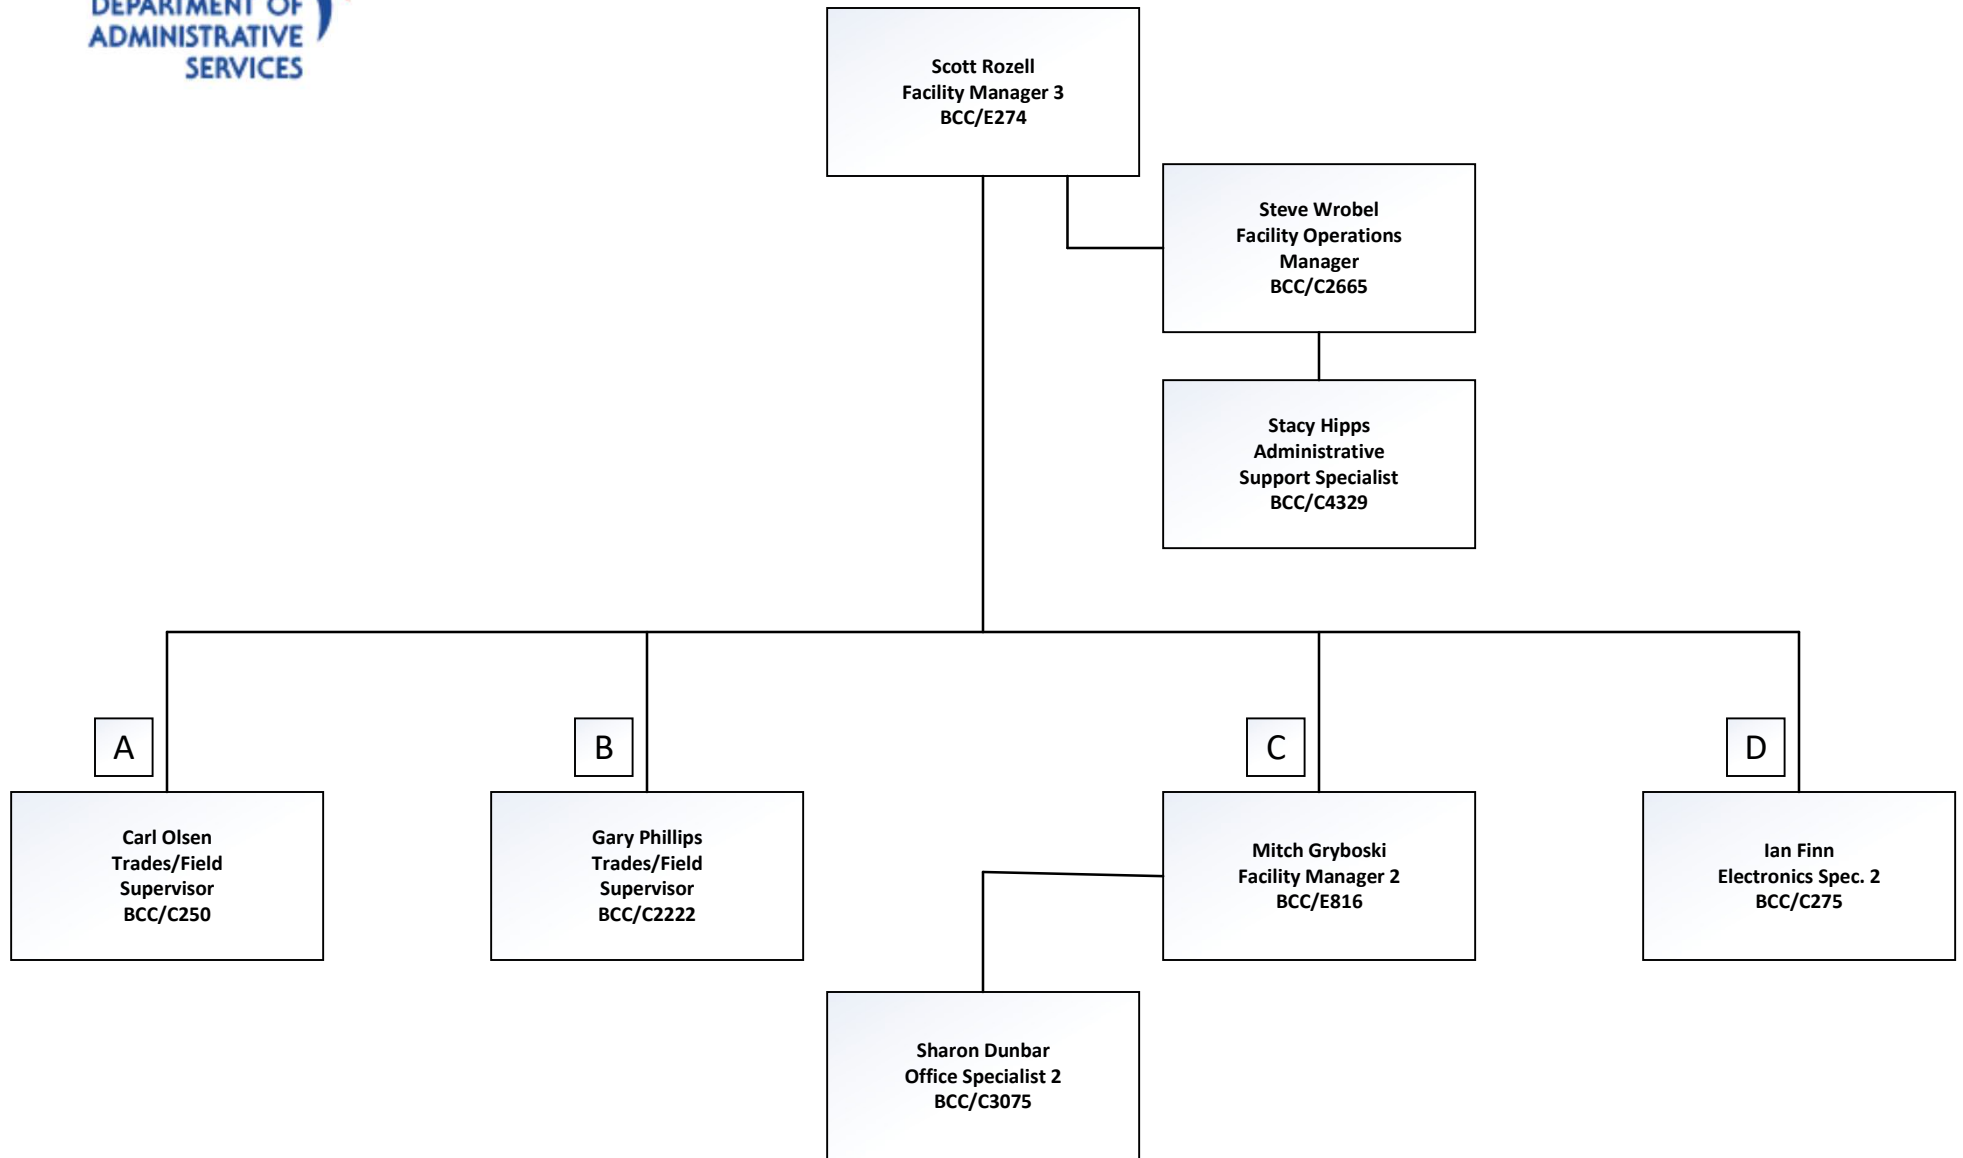 DEPARTMENT OF
ADMINISTRATIVE
SERVICES
Scott Rozell
Facility Manager 3
BCC/E274
Steve Wrobel
Facility Operations
Manager
BCC/C2665
Stacy Hipps
Administrative
Support Specialist
BCC/C4329
A
B
C
D
Carl Olsen
Trades/Field
Supervisor
BCC/C250
Gary Phillips
Trades/Field
Supervisor
BCC/C2222
Mitch Gryboski
Facility Manager 2
BCC/E816
Ian Finn
Electronics Spec. 2
BCC/C275
Sharon Dunbar
Office Specialist 2
BCC/C3075